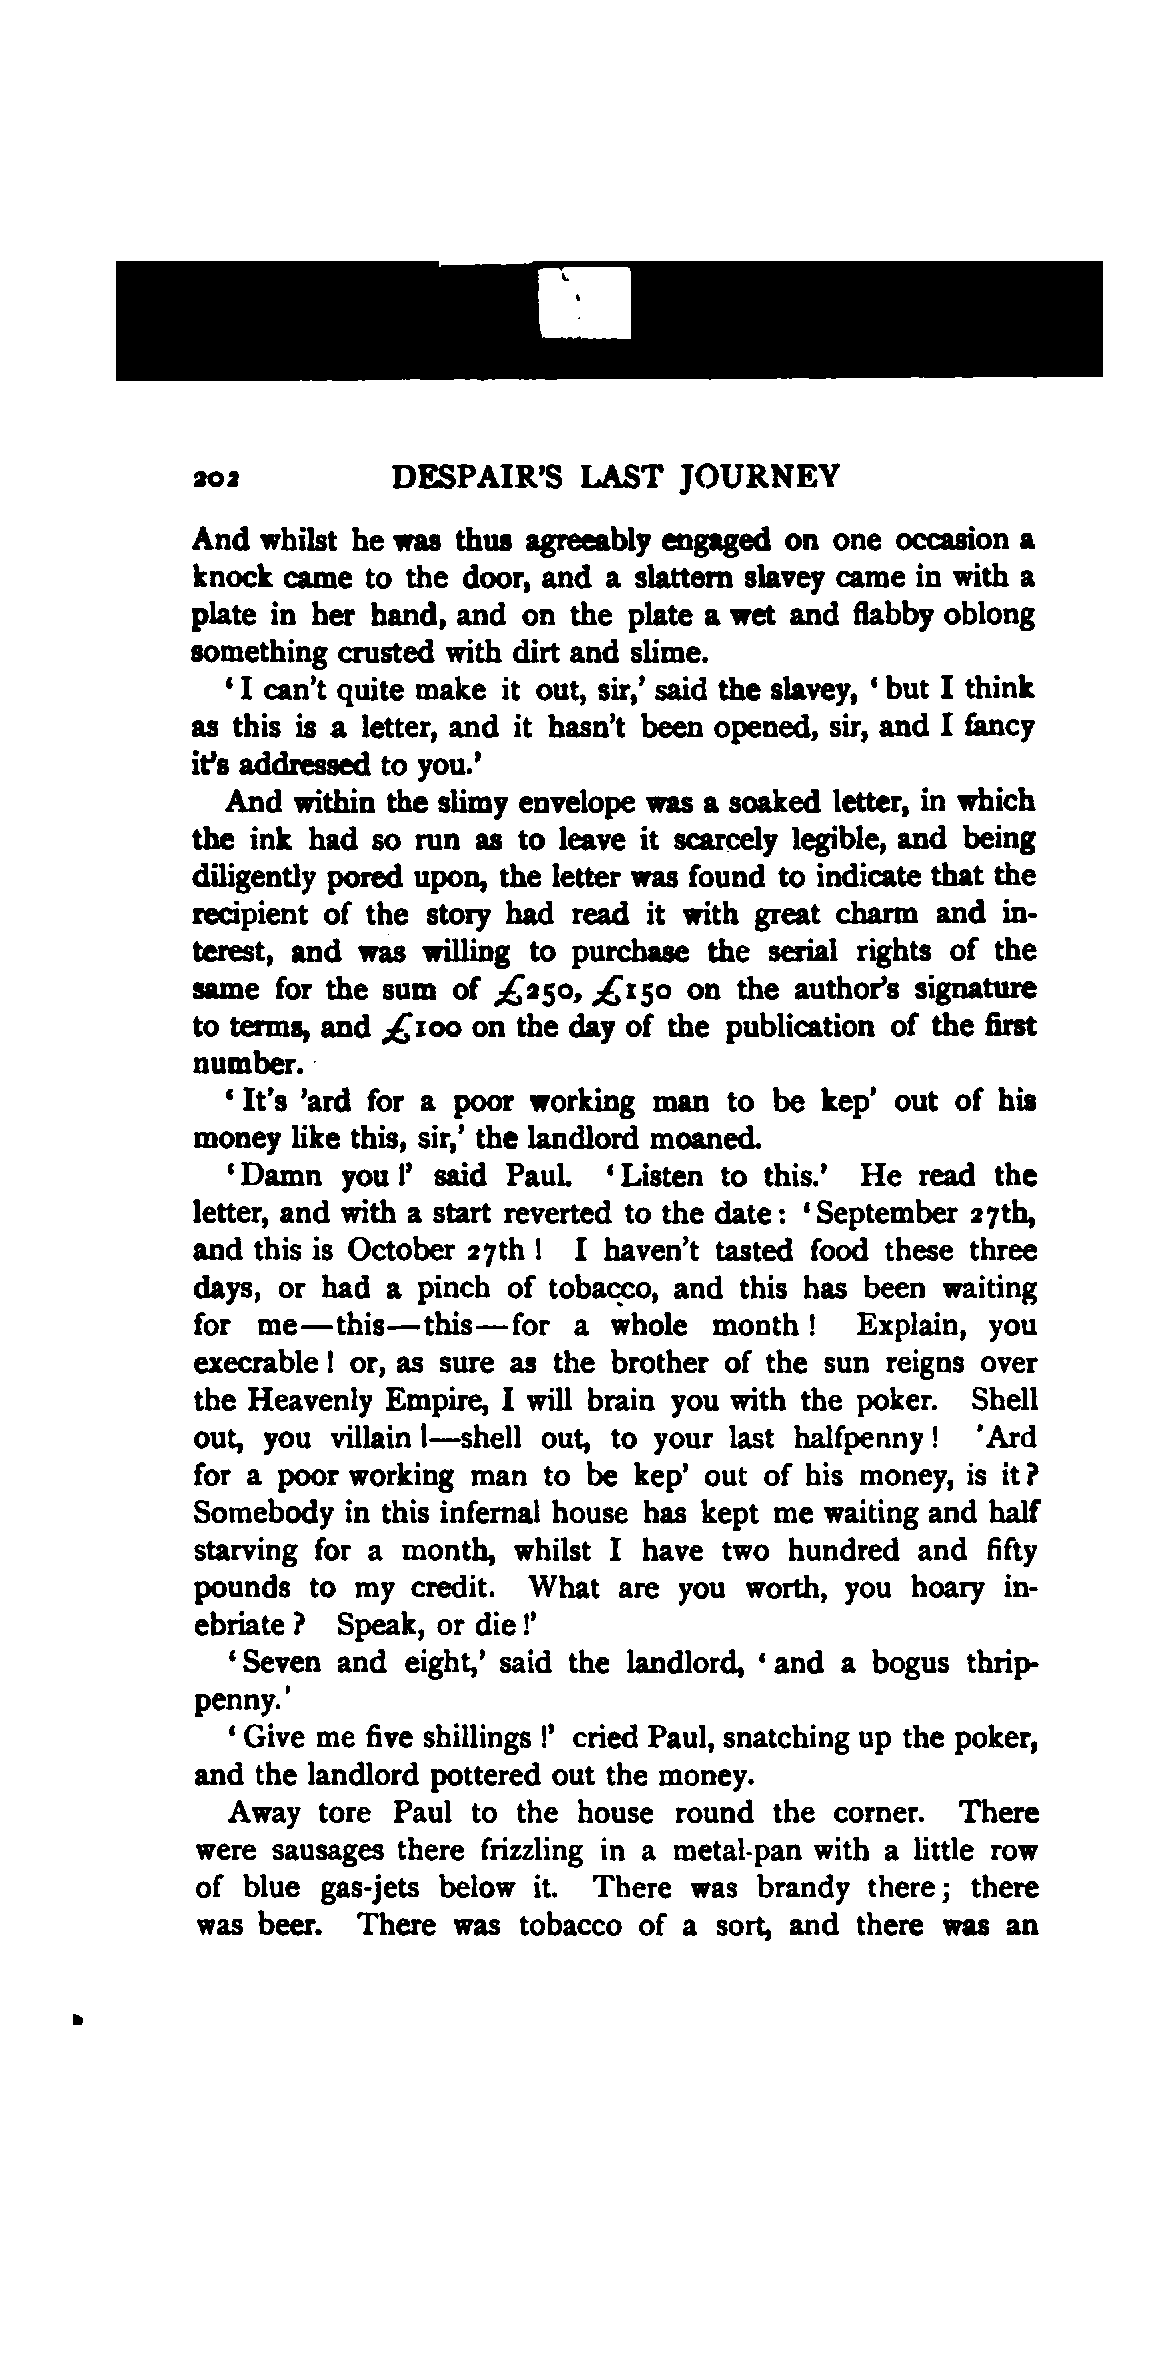 202 DESPAIR'S LAST JOURNEY
And whilst he was thus agreeably engaged on one occasion a
knock came to the door, and a slattern slavey came in with a
plate in her hand, and on the plate a wet and flabby oblong
something crusted with dirt and slime.
‘I can't quite make it out, sir,’ said the slavey, ‘but I think
as this is a letter, and it hasn't been opened, sir, and I fancy
it's addressed to you.’
And within the slimy envelope was a soaked letter, in which
the ink had so run as to leave it scarcely legible, and being
diligently pored upon, the letter was found to indicate that the
recipient of the story had read it with great charm and in-
terest, and was willing to purchase the serial rights of the
same for the sum of £250, £150 on the author's signature
to terms, and £100 on the day of the publication of the first
number.
‘It's 'ard for a poor working man to be kep' out of his
money like this, sir,’ the landlord moaned.
‘Damn you!’ said Paul. ‘Listen to this.’ He read the
letter, and with a start reverted to the date: ‘September 27th,
and this is October 27th! I haven't tasted food these three
days, or had a pinch of tobacco, and this has been waiting
for me—this—this—for a whole month! Explain, you
execrable! or, as sure as the brother of the sun reigns over
the Heavenly Empire, I will brain you with the poker. Shell
out, you villain!—shell out, to your last halfpenny! 'Ard
for a poor working man to be kep' out of his money, is it?
Somebody in this infernal house has kept me waiting and half
starving for a month, whilst I have two hundred and fifty
pounds to my credit. What are you worth, you hoary in-
ebriate? Speak, or die!’
‘Seven and eight,’ said the landlord, ‘and a bogus thrip-
penny.’
‘Give me five shillings!’ cried Paul, snatching up the poker,
and the landlord pottered out the money.
Away tore Paul to the house round the corner. There
were sausages there frizzling in a metal-pan with a little row
of blue gas-jets below it. There was brandy there; there
was beer. There was tobacco of a sort, and there was an